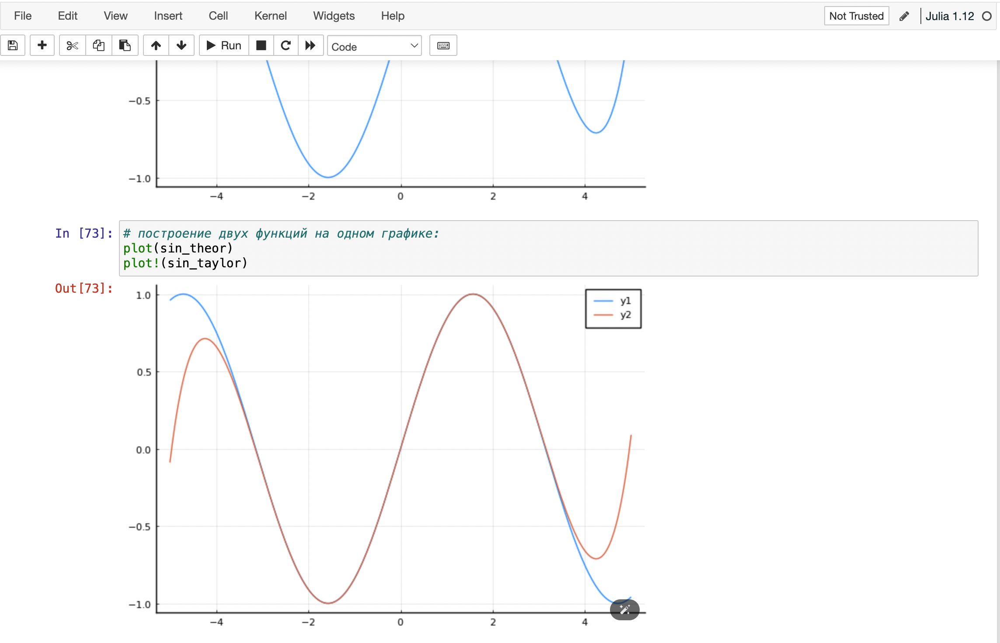 File Edit View Insert Cell Kernel Widgets Help Not Trusted Julia 1.12
Run Code
−0.5
−1.0
−4 −2 0 2 4
In [73]: # построение двух функций на одном графике:
plot(sin_theor)
plot!(sin_taylor)
Out[73]:
1.0
y1
y2
0.5
0.0
−0.5
−1.0
−4 −2 0 2 4